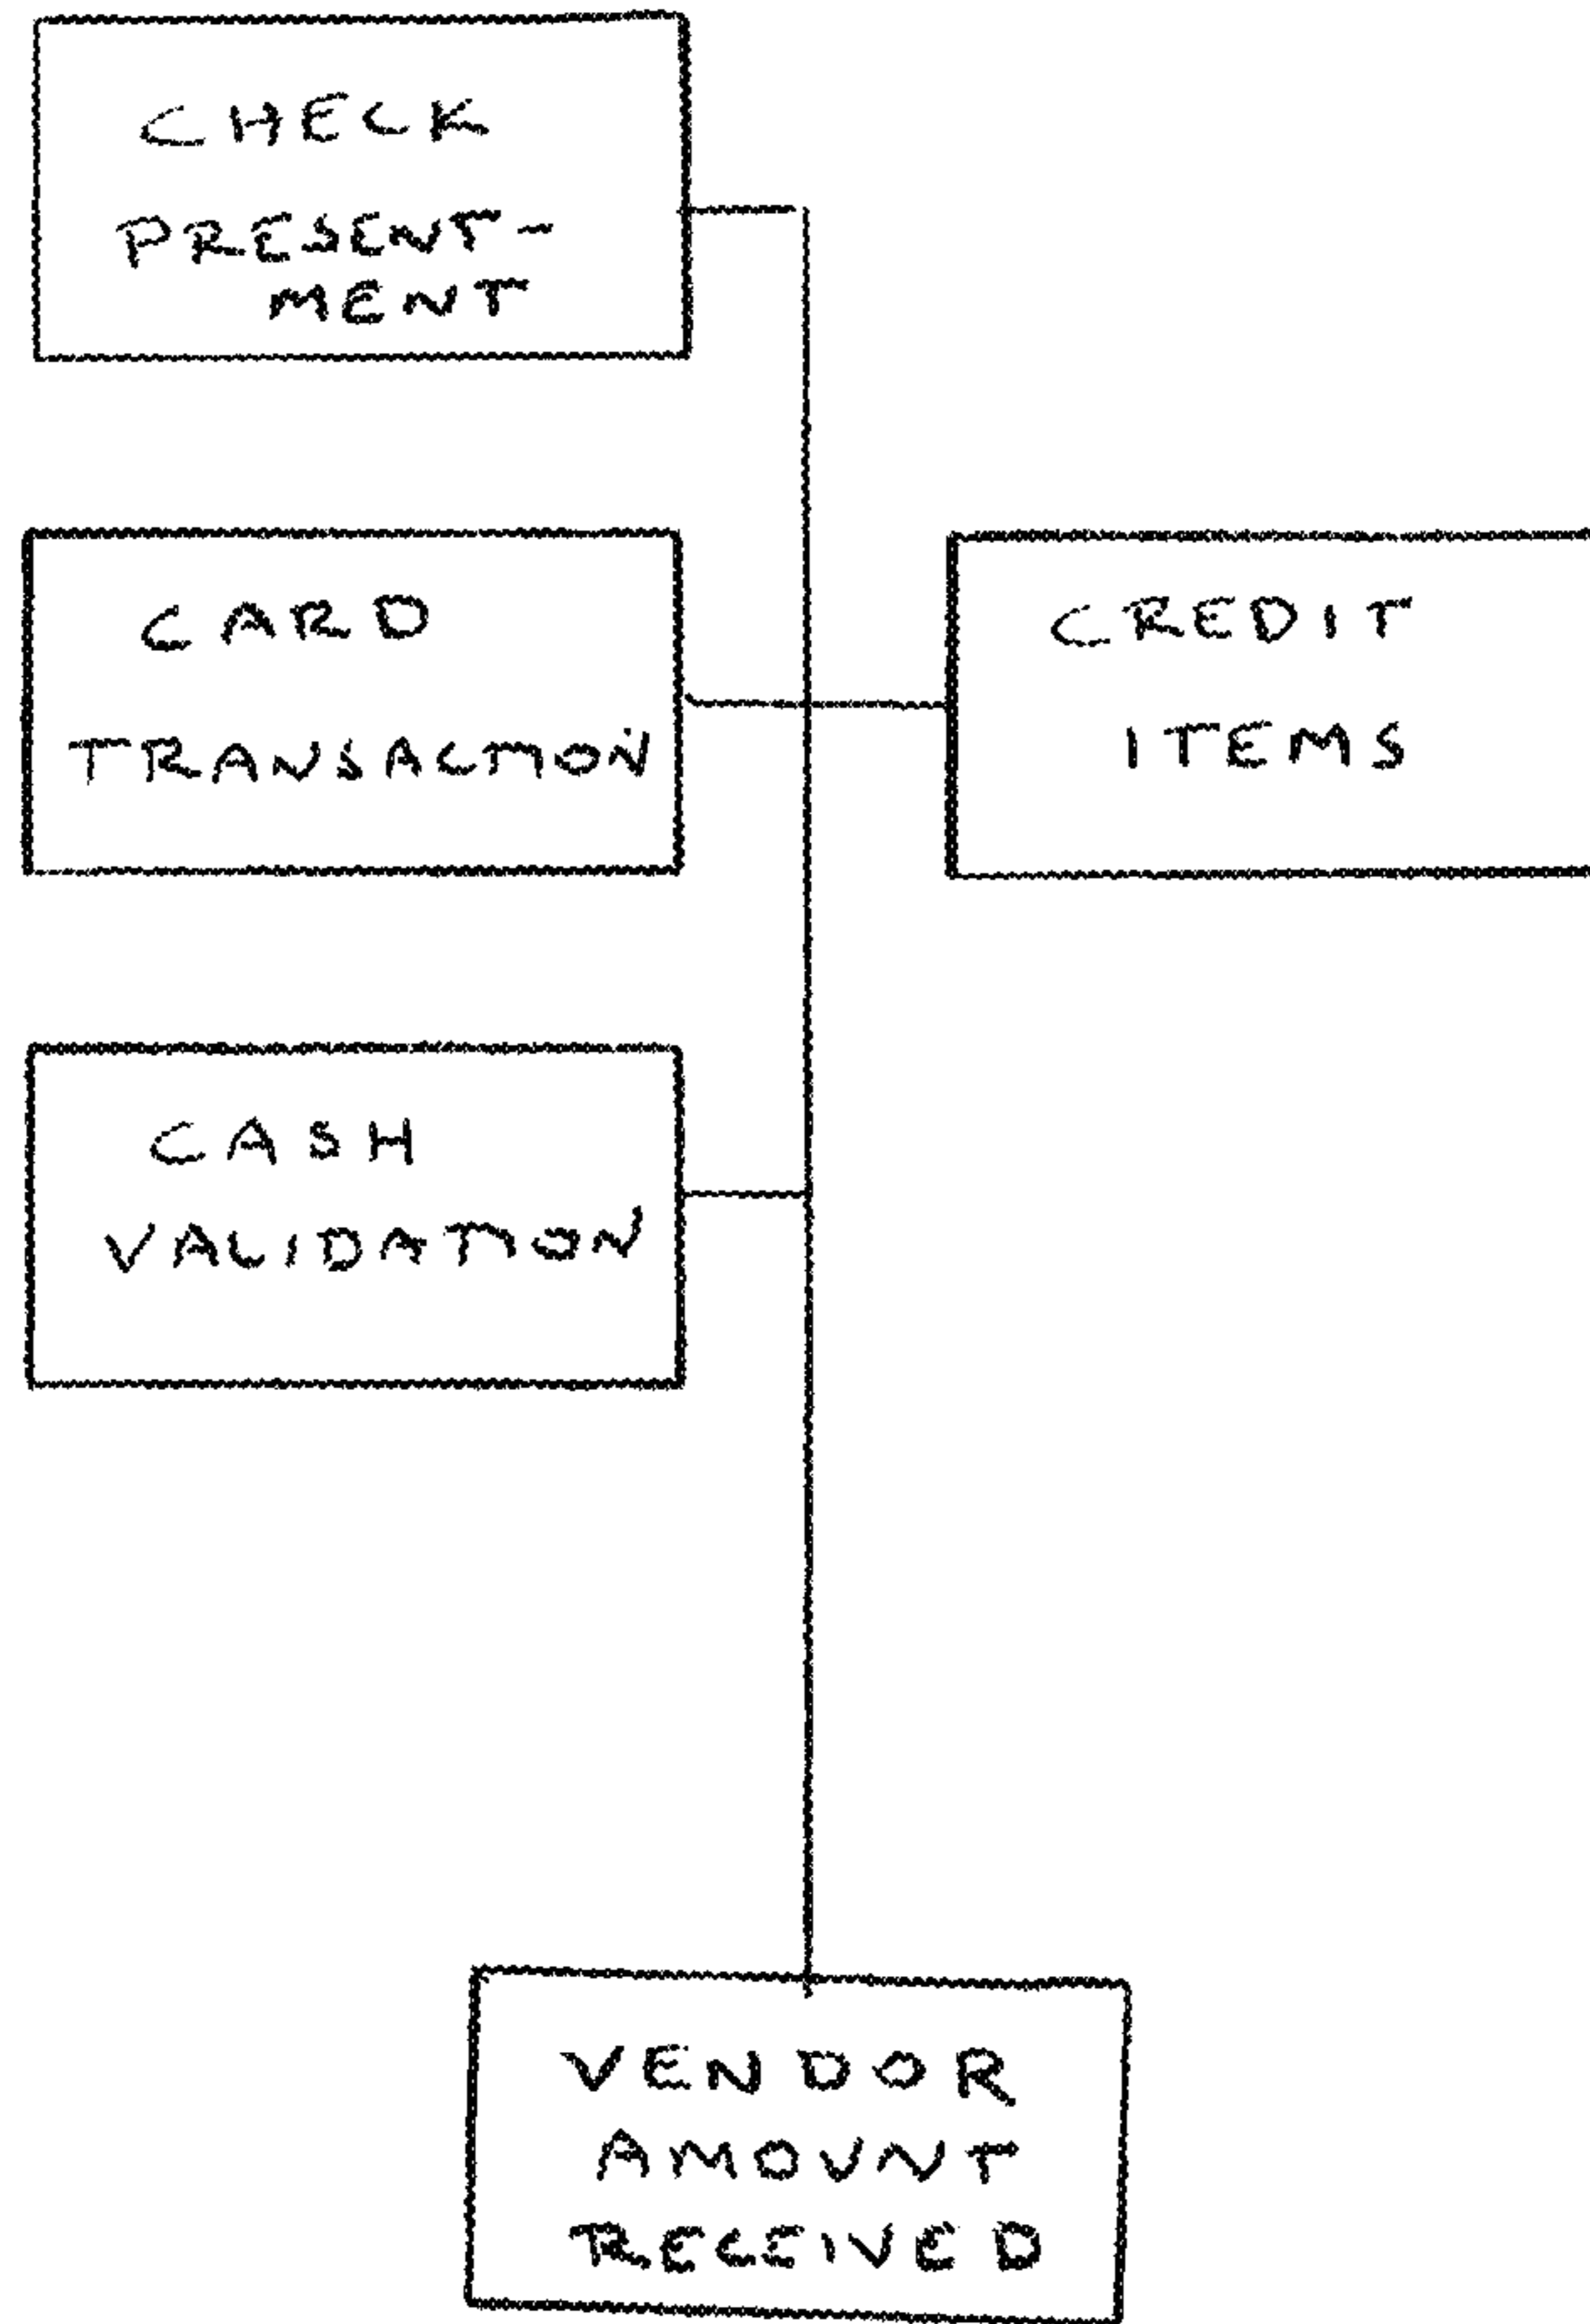 CHECK
PRESENT-
MENT
CARD
TRANSACTION
CREDIT
ITEMS
CASH
VALIDATION
VENDOR
AMOUNT
RECEIVED